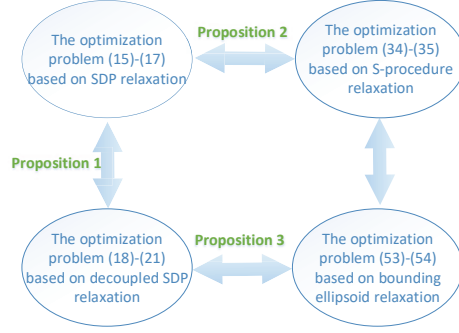 Proposition 2
The optimization
problem (15)-(17)
based on SDP relaxation
The optimization
problem (34)-(35)
based on S-procedure
relaxation
Proposition 1
The optimization
problem (18)-(21)
based on decoupled SDP
relaxation
Proposition 3
The optimization
problem (53)-(54)
based on bounding
ellipsoid relaxation